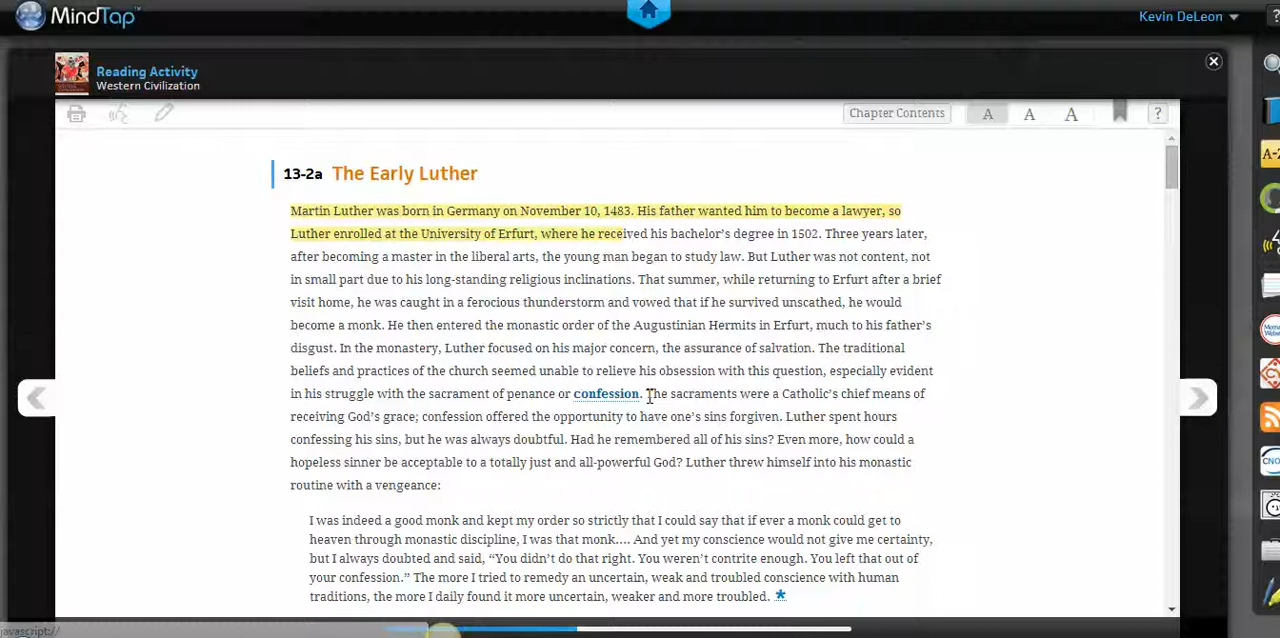 MindTap
Kevin DeLeon
?
Reading Activity
Western Civilization
Chapter Contents
A
A
A
?
A-Z
13-2a The Early Luther
Martin Luther was born in Germany on November 10, 1483. His father wanted him to become a lawyer, so
Luther enrolled at the University of Erfurt, where he received his bachelor's degree in 1502. Three years later,
after becoming a master in the liberal arts, the young man began to study law. But Luther was not content, not
in small part due to his long-standing religious inclinations. That summer, while returning to Erfurt after a brief
visit home, he was caught in a ferocious thunderstorm and vowed that if he survived unscathed, he would
become a monk. He then entered the monastic order of the Augustinian Hermits in Erfurt, much to his father's
disgust. In the monastery, Luther focused on his major concern, the assurance of salvation. The traditional
beliefs and practices of the church seemed unable to relieve his obsession with this question, especially evident
in his struggle with the sacrament of penance or confession. The sacraments were a Catholic's chief means of
receiving God's grace; confession offered the opportunity to have one's sins forgiven. Luther spent hours
confessing his sins, but he was always doubtful. Had he remembered all of his sins? Even more, how could a
hopeless sinner be acceptable to a totally just and all-powerful God? Luther threw himself into his monastic
routine with a vengeance:
I was indeed a good monk and kept my order so strictly that I could say that if ever a monk could get to
heaven through monastic discipline, I was that monk.... And yet my conscience would not give me certainty,
but I always doubted and said, “You didn't do that right. You weren't contrite enough. You left that out of
your confession.” The more I tried to remedy an uncertain, weak and troubled conscience with human
traditions, the more I daily found it more uncertain, weaker and more troubled. *
javascript://